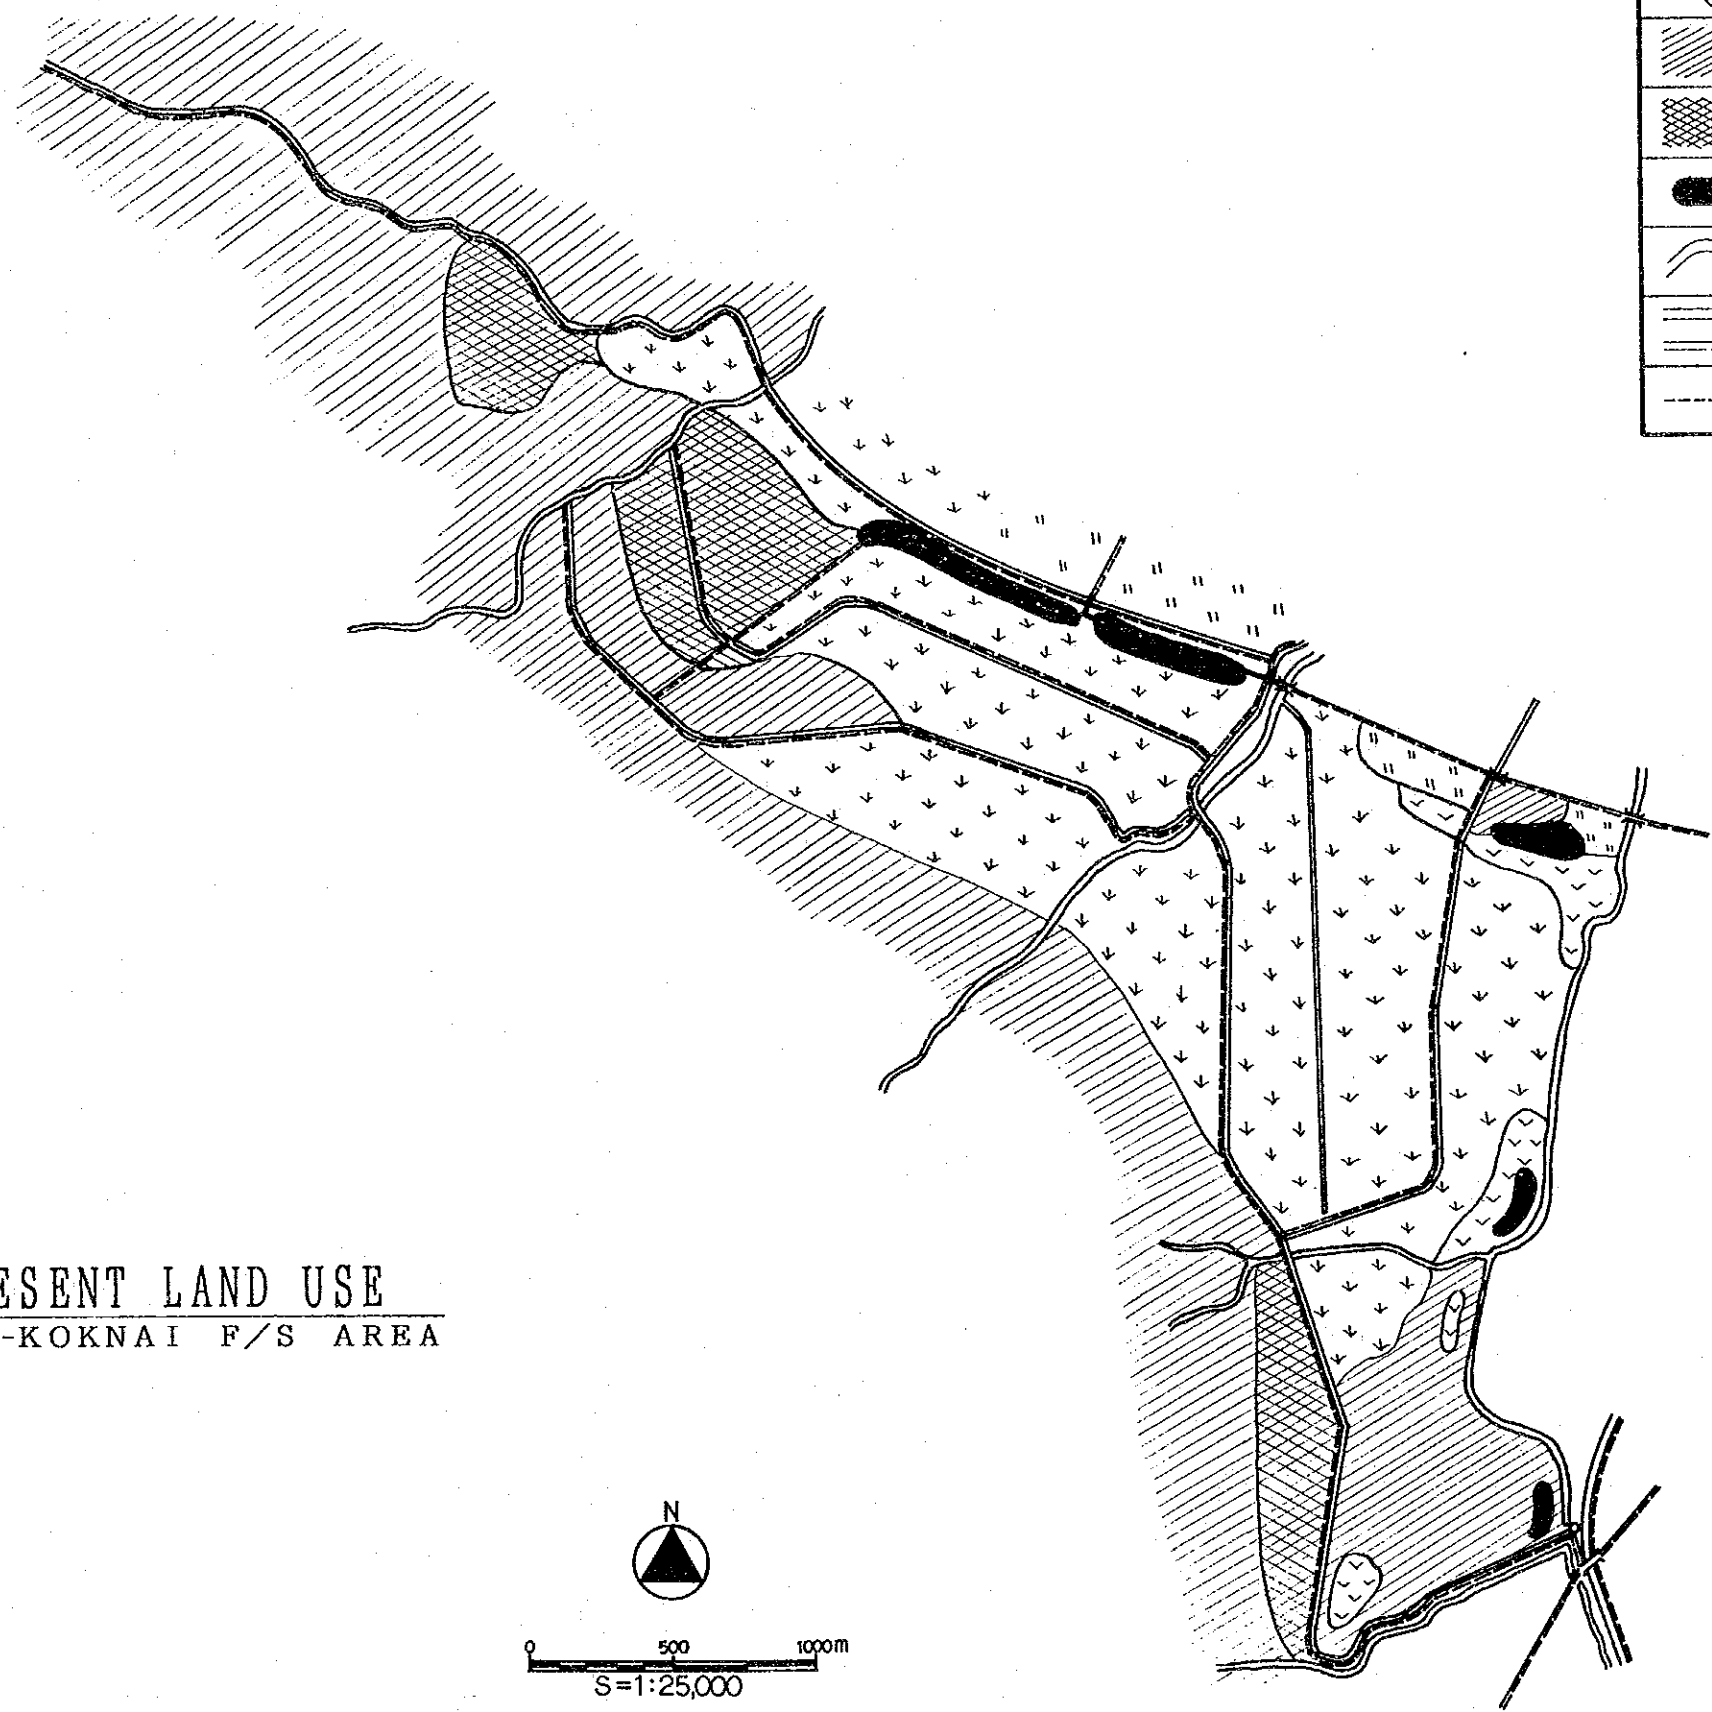 ESENT LAND USE
-KOKNAI F/S AREA
N
0 500 1000m
S=1:25,000